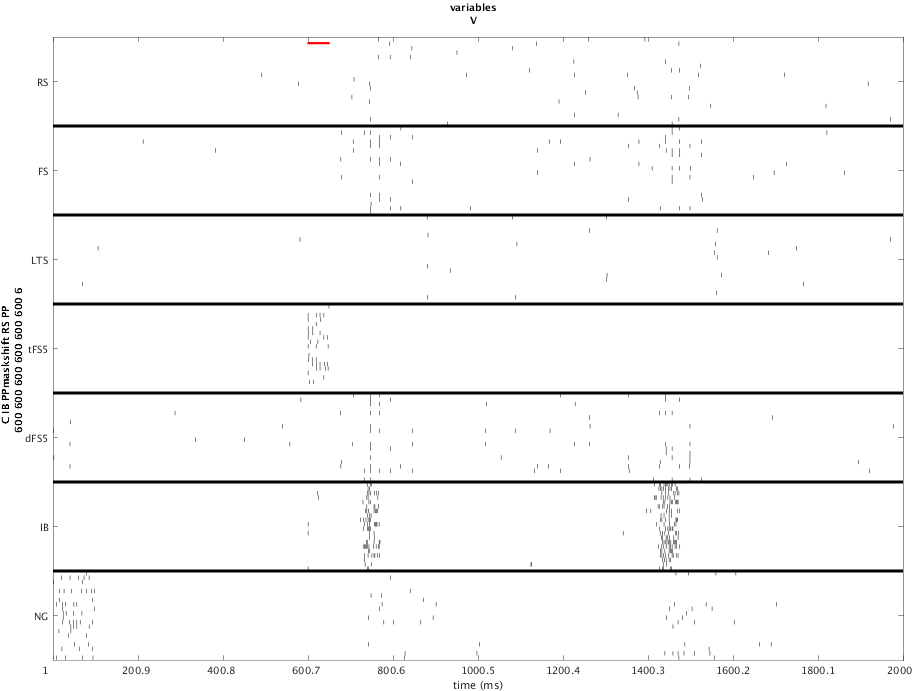 variables
V
RS
FS
LTS
tFS5
dFS5
IB
NG
C IB PPmaskshift RS PP
600 600 600 600 600 600 600 6
1 200.9 400.8 600.7 800.6 1000.5 1200.4 1400.3 1600.2 1800.1 2000
time (ms)